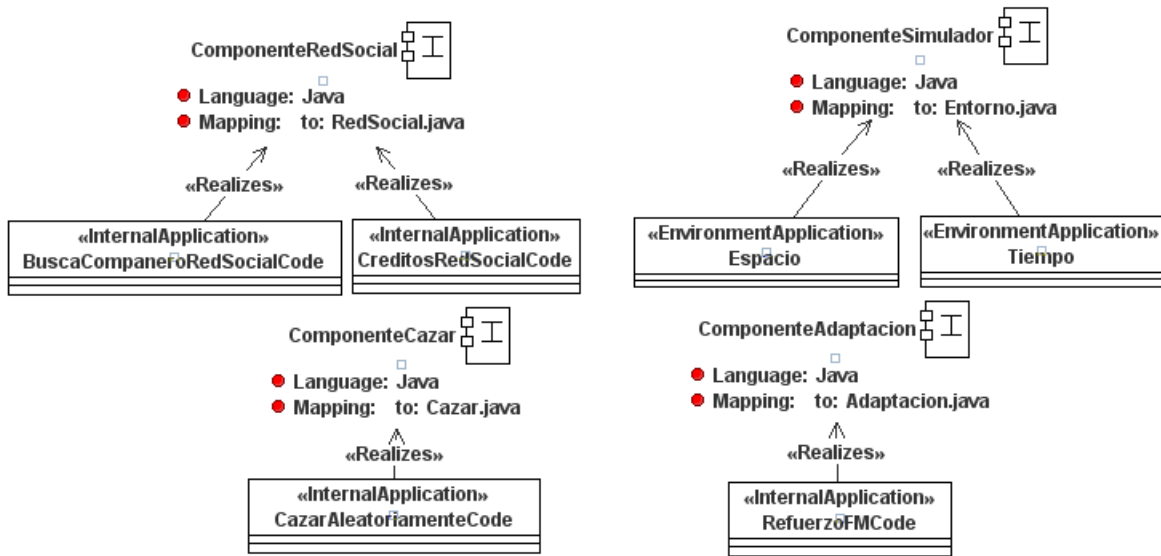 ComponenteRedSocial
Language: Java
Mapping: to: RedSocial.java
«Realizes»
«Realizes»
«InternalApplication»
BuscaCompaneroRedSocialCode
«InternalApplication»
CreditosRedSocialCode
ComponenteSimulador
Language: Java
Mapping: to: Entorno.java
«Realizes»
«Realizes»
«EnvironmentApplication»
Espacio
«EnvironmentApplication»
Tiempo
ComponenteCazar
Language: Java
Mapping: to: Cazar.java
«Realizes»
«InternalApplication»
CazarAleatoriamenteCode
ComponenteAdaptacion
Language: Java
Mapping: to: Adaptacion.java
«Realizes»
«InternalApplication»
RefuerzoFMCode